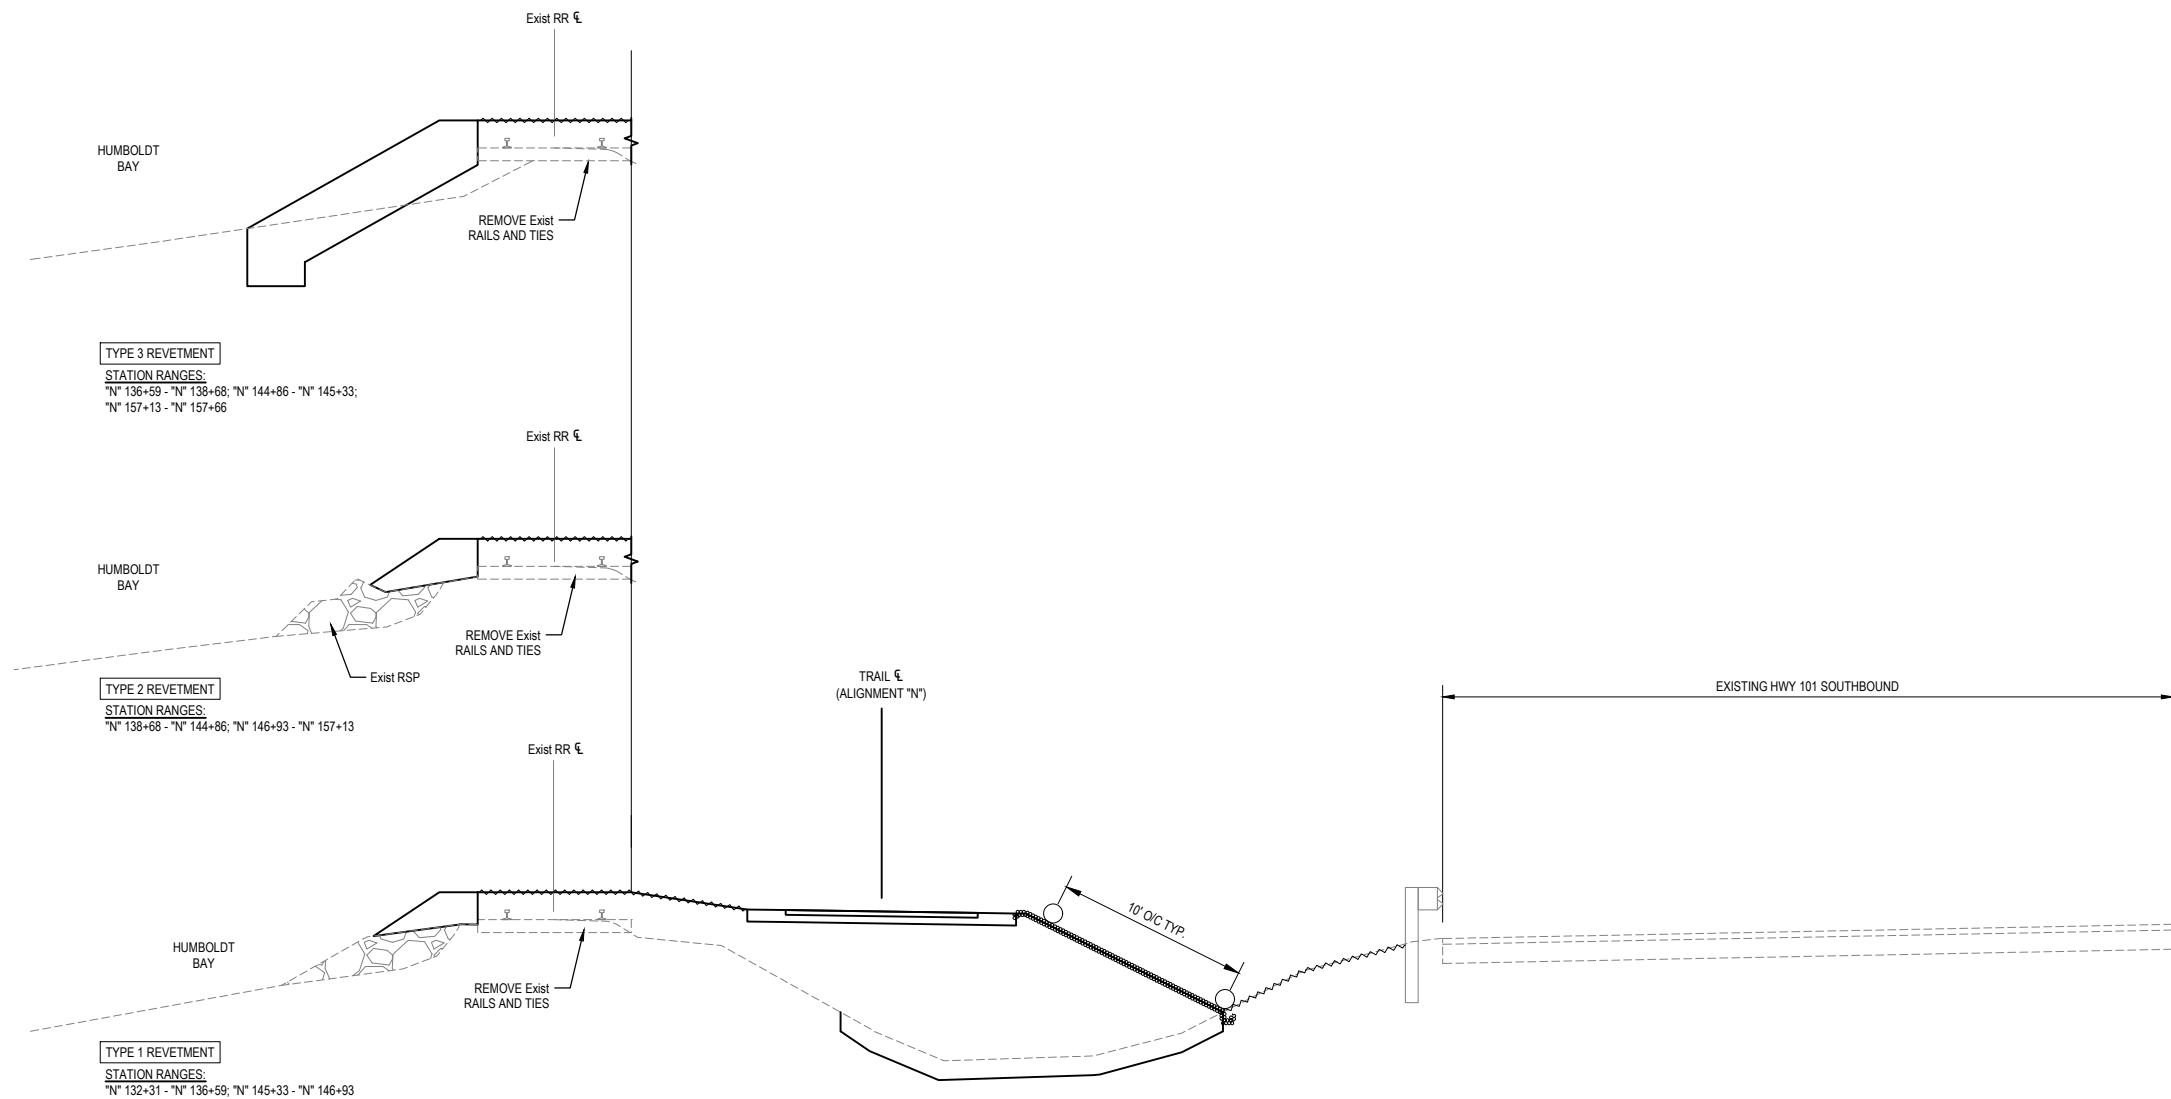 Exist RR ℄
HUMBOLDT
BAY
REMOVE Exist
RAILS AND TIES
TYPE 3 REVETMENT
STATION RANGES:
"N" 136+59 - "N" 138+68; "N" 144+86 - "N" 145+33;
"N" 157+13 - "N" 157+66
Exist RR ℄
HUMBOLDT
BAY
REMOVE Exist
RAILS AND TIES
Exist RSP
TYPE 2 REVETMENT
STATION RANGES:
"N" 138+68 - "N" 144+86; "N" 146+93 - "N" 157+13
TRAIL ℄
(ALIGNMENT "N")
EXISTING HWY 101 SOUTHBOUND
Exist RR ℄
10' O/C TYP.
HUMBOLDT
BAY
REMOVE Exist
RAILS AND TIES
TYPE 1 REVETMENT
STATION RANGES:
"N" 132+31 - "N" 136+59; "N" 145+33 - "N" 146+93